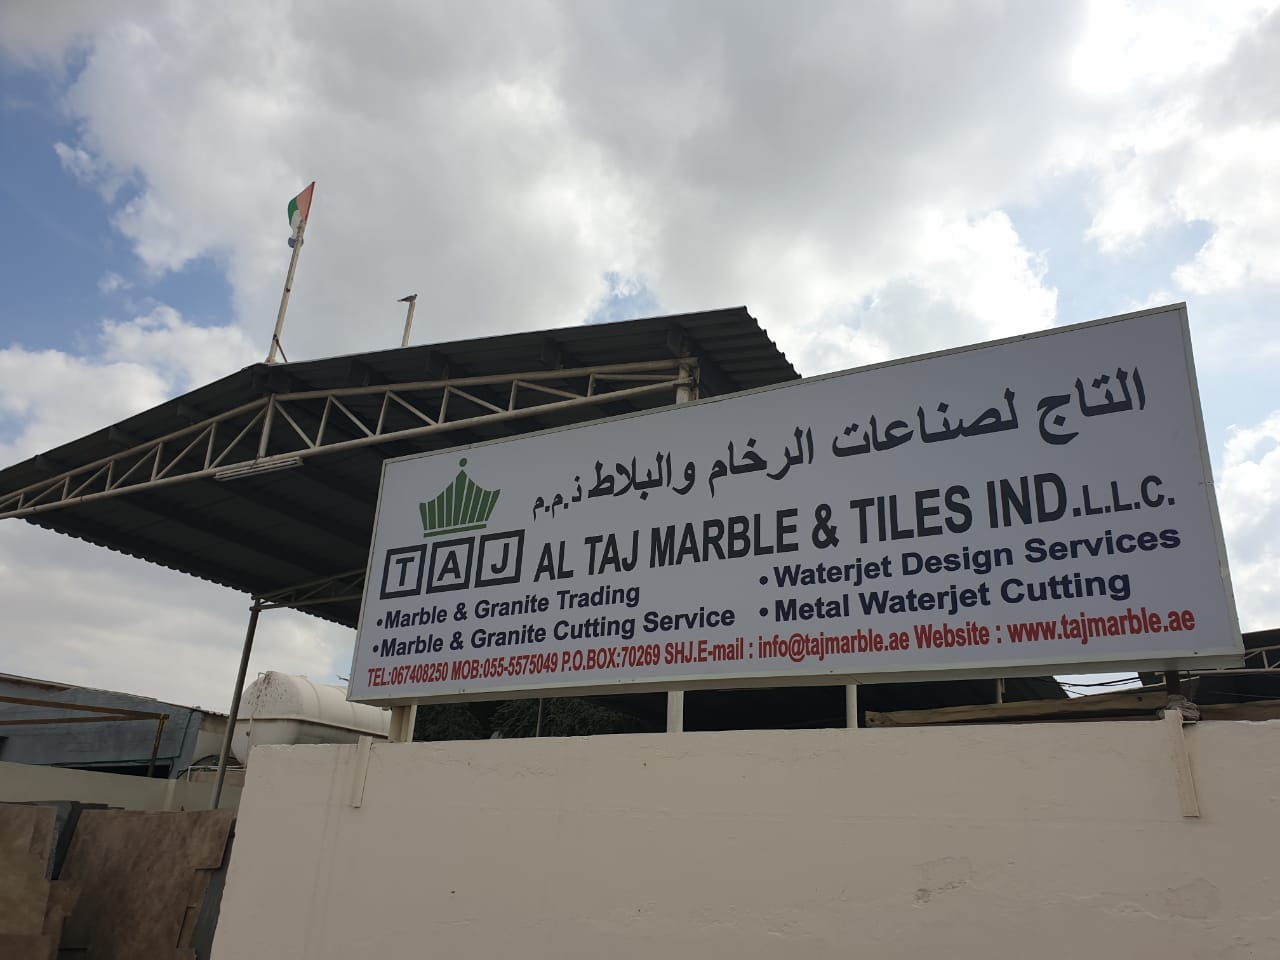 التاج لصناعات الرخام والبلاط ذ.م.م
TAJ
AL TAJ MARBLE & TILES IND.L.L.C.
•Marble & Granite Trading
•Marble & Granite Cutting Service
•Waterjet Design Services
•Metal Waterjet Cutting
TEL:067408250 MOB:055-5575049 P.O.BOX:70269 SHJ.E-mail : info@tajmarble.ae Website : www.tajmarble.ae